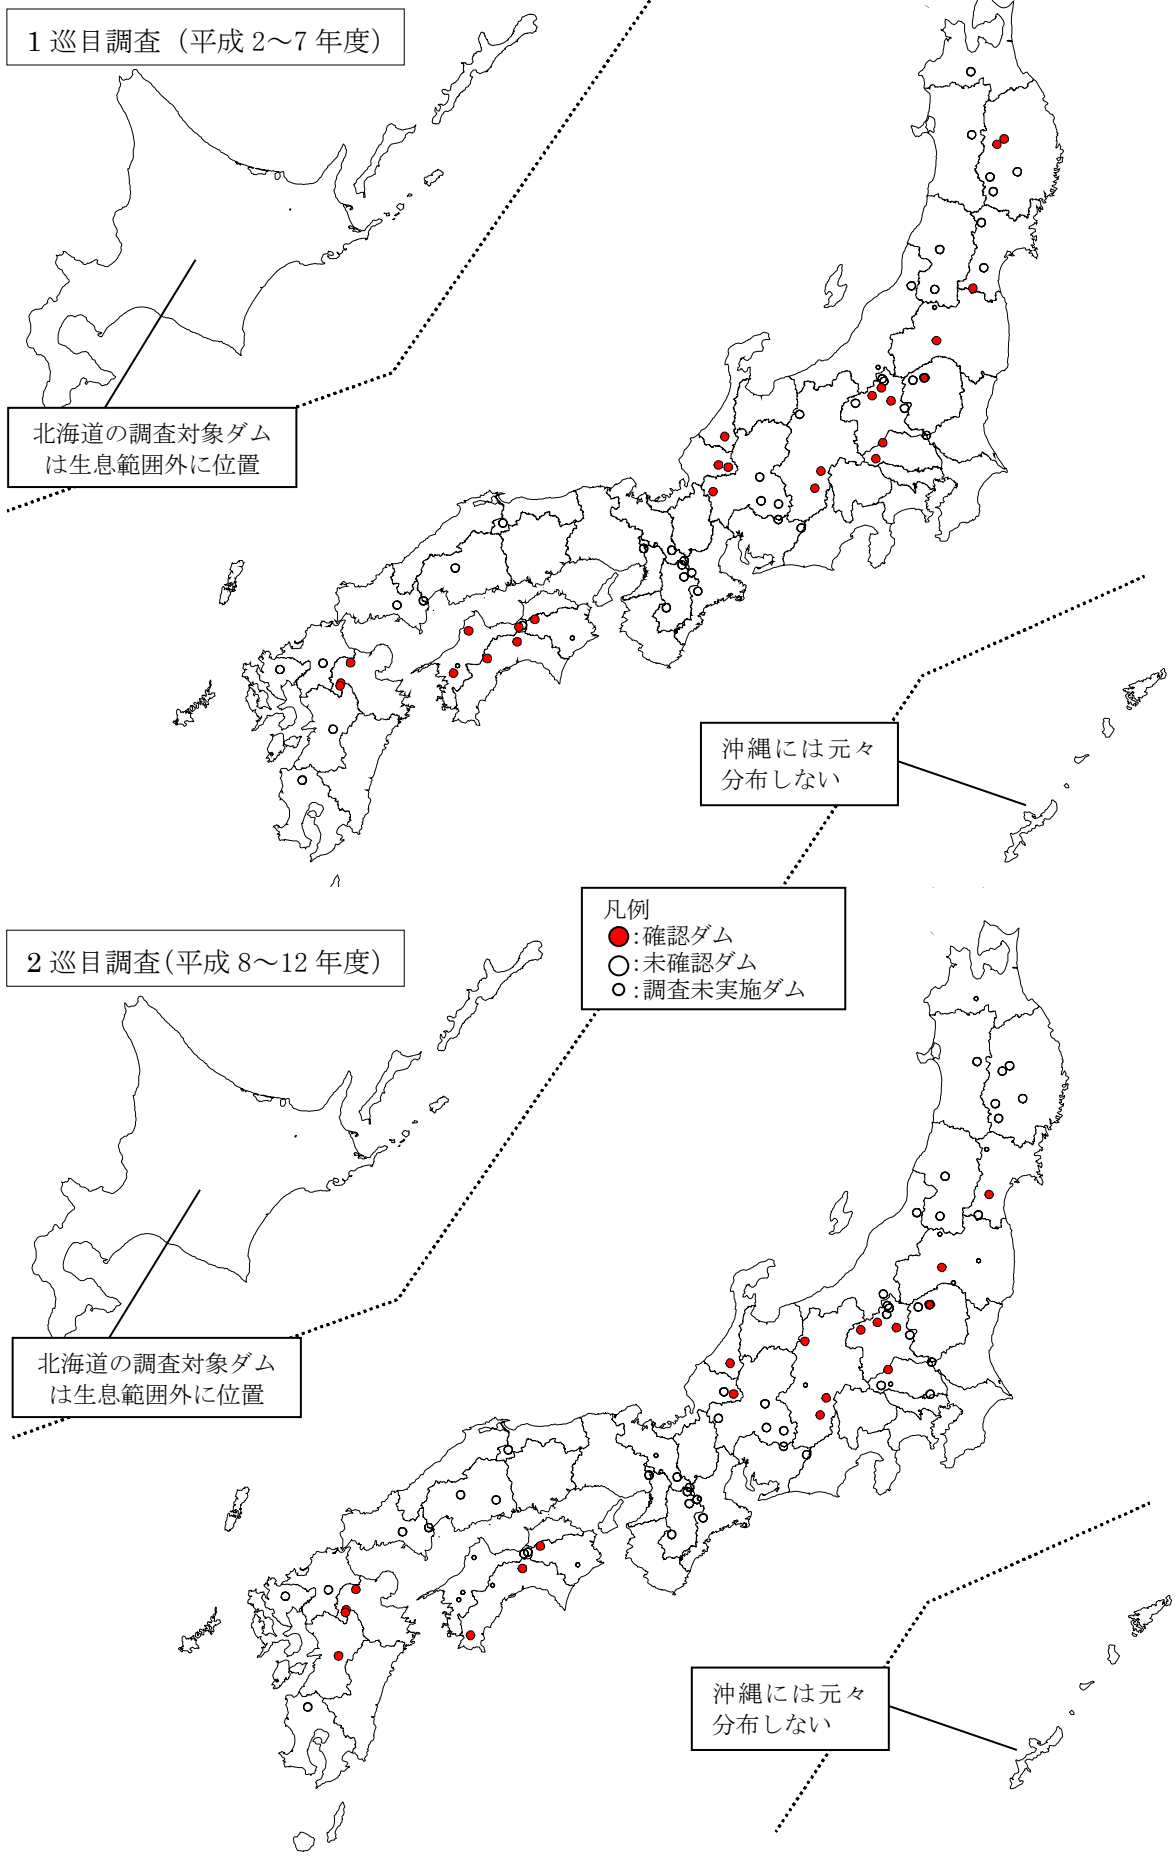 1 巡目調査（平成 2～7 年度）
北海道の調査対象ダム
は生息範囲外に位置
沖縄には元々
分布しない
凡例
：確認ダム
：未確認ダム
：調査未実施ダム
2 巡目調査（平成 8～12 年度）
北海道の調査対象ダム
は生息範囲外に位置
沖縄には元々
分布しない